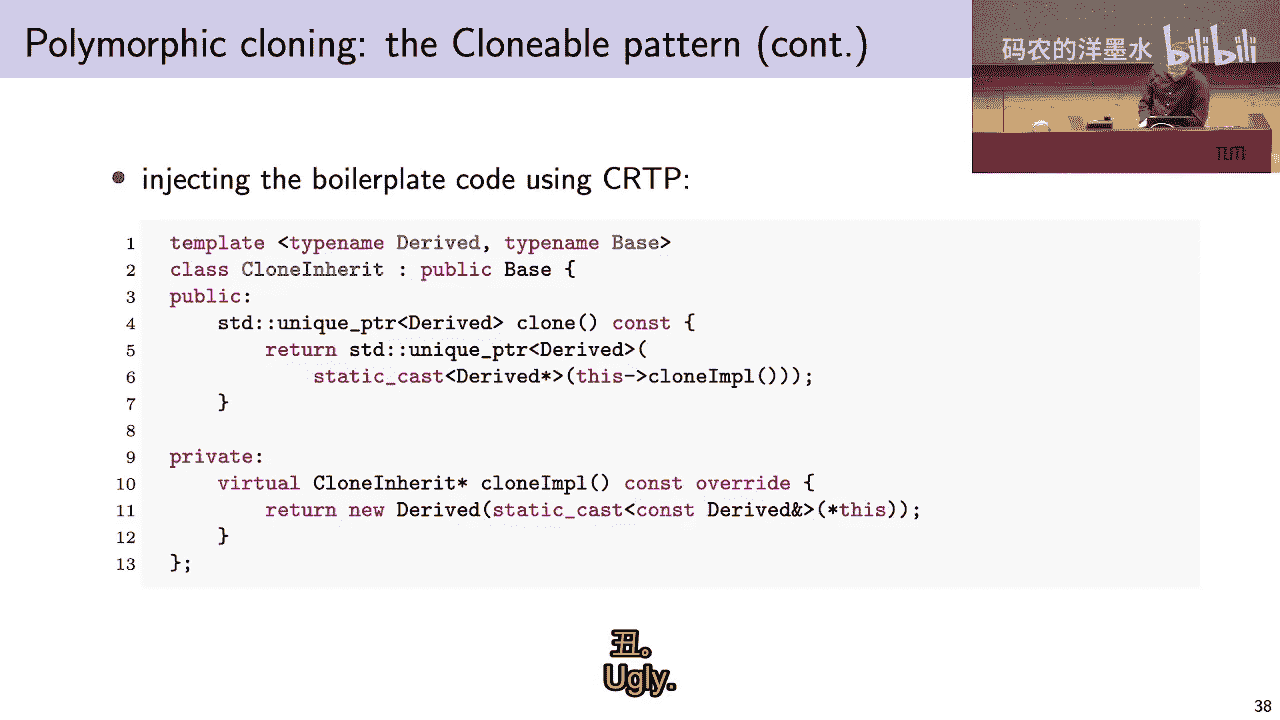 Polymorphic cloning: the Cloneable pattern (cont.)
码农的洋墨水 bilibili
TUM
• injecting the boilerplate code using CRTP:
1 template <typename Derived, typename Base>
2 class CloneInherit : public Base {
3 public:
4 std::unique_ptr<Derived> clone() const {
5 return std::unique_ptr<Derived>(
6 static_cast<Derived*>(this->cloneImpl()));
7 }
8
9 private:
10 virtual CloneInherit* cloneImpl() const override {
11 return new Derived(static_cast<const Derived&>(*this));
12 }
13 };
丑。
Ugly.
38